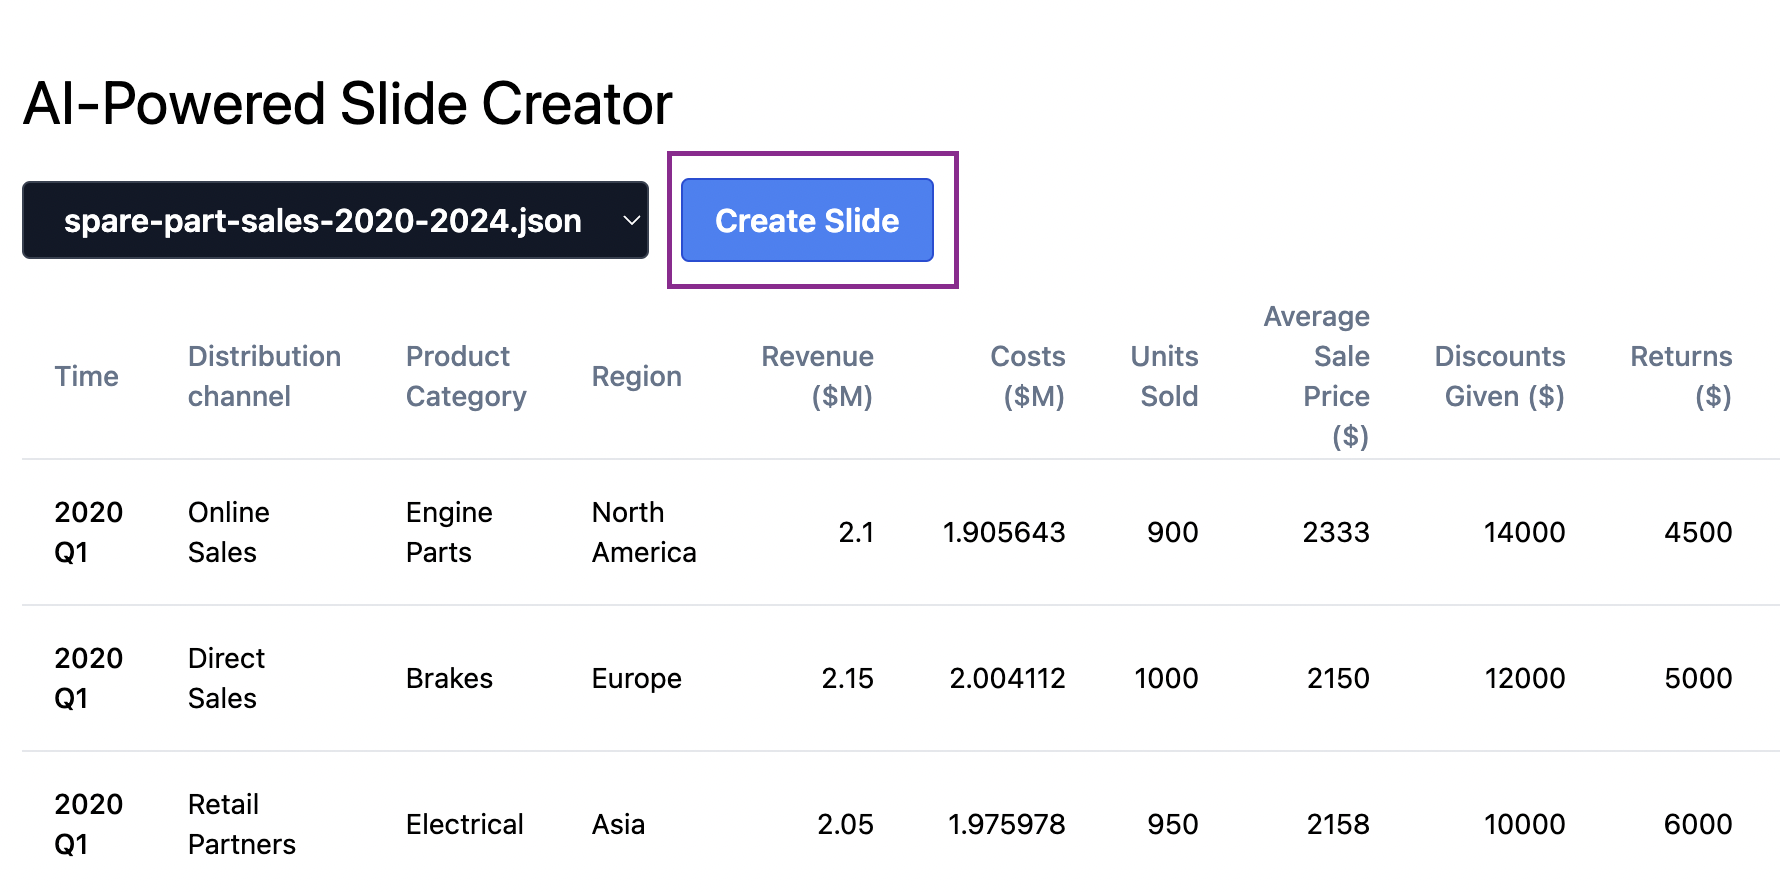 AI-Powered Slide Creator
spare-part-sales-2020-2024.json
Create Slide
Time
Distribution
channel
Product
Category
Region
Revenue
($M)
Costs
($M)
Units
Sold
Average
Sale
Price
($)
Discounts
Given ($)
Returns
($)
2020
Q1
Online
Sales
Engine
Parts
North
America
2.1
1.905643
900
2333
14000
4500
2020
Q1
Direct
Sales
Brakes
Europe
2.15
2.004112
1000
2150
12000
5000
2020
Q1
Retail
Partners
Electrical
Asia
2.05
1.975978
950
2158
10000
6000